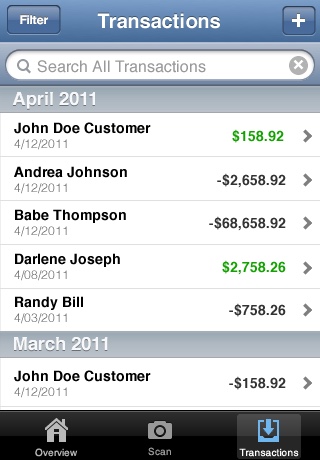 Filter
Transactions
+
Search All Transactions
April 2011
John Doe Customer
$158.92
4/12/2011
Andrea Johnson
-$2,658.92
4/12/2011
Babe Thompson
-$68,658.92
4/12/2011
Darlene Joseph
$2,758.26
4/08/2011
Randy Bill
-$758.26
4/03/2011
March 2011
John Doe Customer
-$158.92
4/12/2011
Overview
Scan
Transactions